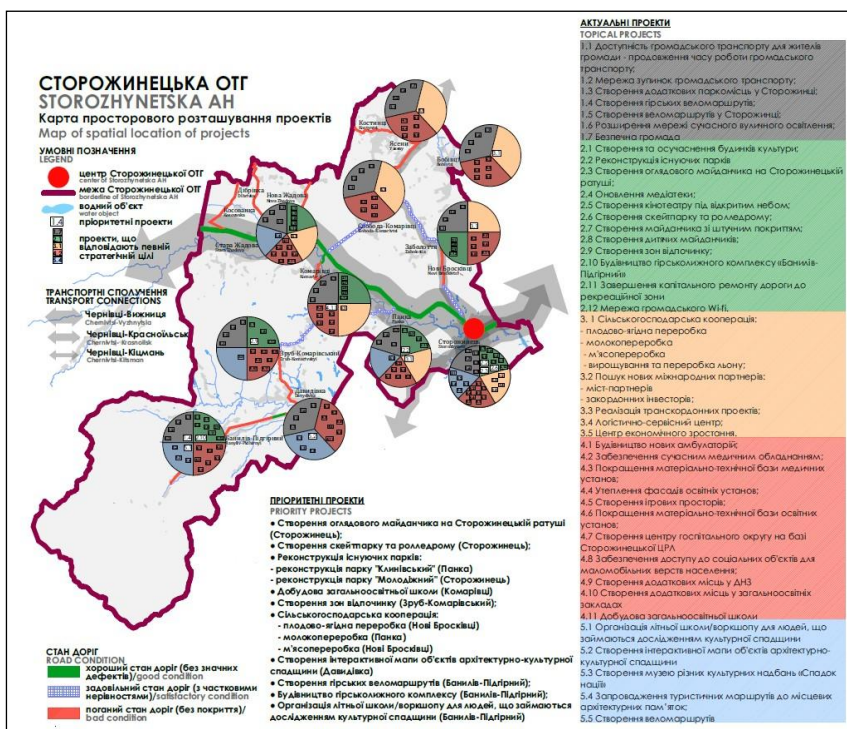 СТОРОЖИНЕЦЬКА ОТГ
STOROZHYNETSKA AH
Карта просторового розташування проектів
Map of spatial location of projects
УМОВНІ ПОЗНАЧЕННЯ
LEGEND
центр Сторожинецької ОТГ
center of Storozhynetska AH
межа Сторожинецької ОТГ
borderline of Storozhynetska AH
водний об'єкт
water object
пріоритетні проекти
проекти, що
відповідають певній
стратегічній цілі
ТРАНСПОРТНІ СПОЛУЧЕННЯ
TRANSPORT CONNECTIONS
Чернівці-Вижниця
Chernivtsi-Vyzhnytsia
Чернівці-Красноїльськ
Chernivtsi-Krasnoilsk
Чернівці-Кіцмань
Chernivtsi-Kitsman
Костинці
Ясени
Дібрівка
Косованка
Нова Жадова
Стара Жадова
Слобода-Комарівці
Заболоття
Комарівці
Нові Бросківці
Панка
Сторожинець
Зруб-Комарівський
Давидівка
Банилів-Підгірний
СТАН ДОРІГ
ROAD CONDITION
хороший стан доріг (без значних
дефектів)/good condition
задовільний стан доріг (з частковими
нерівностями)/satisfactory condition
поганий стан доріг (без покриття)/
bad condition
ПРІОРИТЕТНІ ПРОЕКТИ
PRIORITY PROJECTS
● Створення оглядового майданчика на Сторожинецькій ратуші
(Сторожинець);
● Створення скейтпарку та ролледрому (Сторожинець);
● Реконструкція існуючих парків:
- реконструкція парку "Клинівський" (Панка)
- реконструкція парку "Молодіжний" (Сторожинець)
● Добудова загальноосвітньої школи (Комарівці)
● Створення зон відпочинку (Зруб-Комарівський);
● Сільськогосподарська кооперація:
- плодово-ягідна переробка (Нові Бросківці)
- молокопереробка (Панка)
- м'ясопереробка (Нові Бросківці)
● Створення інтерактивної мапи об'єктів архітектурно-культурної
спадщини (Давидівка)
● Створення гірських веломаршрутів (Банилів-Підгірний);
● Будівництво гірськолижного комплексу (Банилів-Підгірний);
● Організація літньої школи/воркшопу для людей, що займаються
дослідженням культурної спадщини (Банилів-Підгірний)
АКТУАЛЬНІ ПРОЕКТИ
TOPICAL PROJECTS
1.1 Доступність громадського транспорту для жителів
громади - продовження часу роботи громадського
транспорту;
1.2 Мережа зупинок громадського транспорту;
1.3 Створення додаткових паркомісць у Сторожинці;
1.4 Створення гірських веломаршрутів;
1.5 Створення веломаршрутів у Сторожинці;
1.6 Розширення мережі сучасного вуличного освітлення;
1.7 Безпечна громада
2.1 Створення та осучаснення будинків культури;
2.2 Реконструкція існуючих парків
2.3 Створення оглядового майданчика на Сторожинецькій
ратуші;
2.4 Оновлення медіатеки;
2.5 Створення кінотеатру під відкритим небом;
2.6 Створення скейтпарку та ролледрому;
2.7 Створення майданчика зі штучним покриттям;
2.8 Створення дитячих майданчиків;
2.9 Створення зон відпочинку;
2.10 Будівництво гірськолижного комплексу «Банилів-
Підгірний»
2.11 Завершення капітального ремонту дороги до
рекреаційної зони
2.12 Мережа громадського Wi-Fi.
3. 1 Сільськогосподарська кооперація:
- плодово-ягідна переробка
- молокопереробка
- м'ясопереробка
- вирощування та переробка льону;
3.2 Пошук нових міжнародних партнерів:
- міст-партнерів
- закордонних інвесторів;
3.3 Реалізація транскордонних проектів;
3.4 Логістично-сервісний центр;
3.5 Центр економічного зростання.
4.1 Будівництво нових амбулаторій;
4.2 Забезпечення сучасним медичним обладнанням;
4.3 Покращення матеріально-технічної бази медичних
установ;
4.4 Утеплення фасадів освітніх установ;
4.5 Створення ігрових просторів;
4.6 Покращення матеріально-технічної бази освітніх
установ;
4.7 Створення центру госпітального округу на базі
Сторожинецької ЦРЛ
4.8 Забезпечення доступу до соціальних об'єктів для
маломобільних верств населення;
4.9 Створення додаткових місць у ДНЗ
4.10 Створення додаткових місць у загальноосвітніх
закладах
4.11 Добудова загальноосвітньої школи
5.1 Організація літньої школи/воркшопу для людей, що
займаються дослідженням культурної спадщини
5.2 Створення інтерактивної мапи об'єктів архітектурно-
культурної спадщини
5.3 Створення музею різних культурних надбань «Спадок
націй»
5.4 Запровадження туристичних маршрутів до місцевих
архітектурних пам'яток;
5.5 Створення веломаршрутів